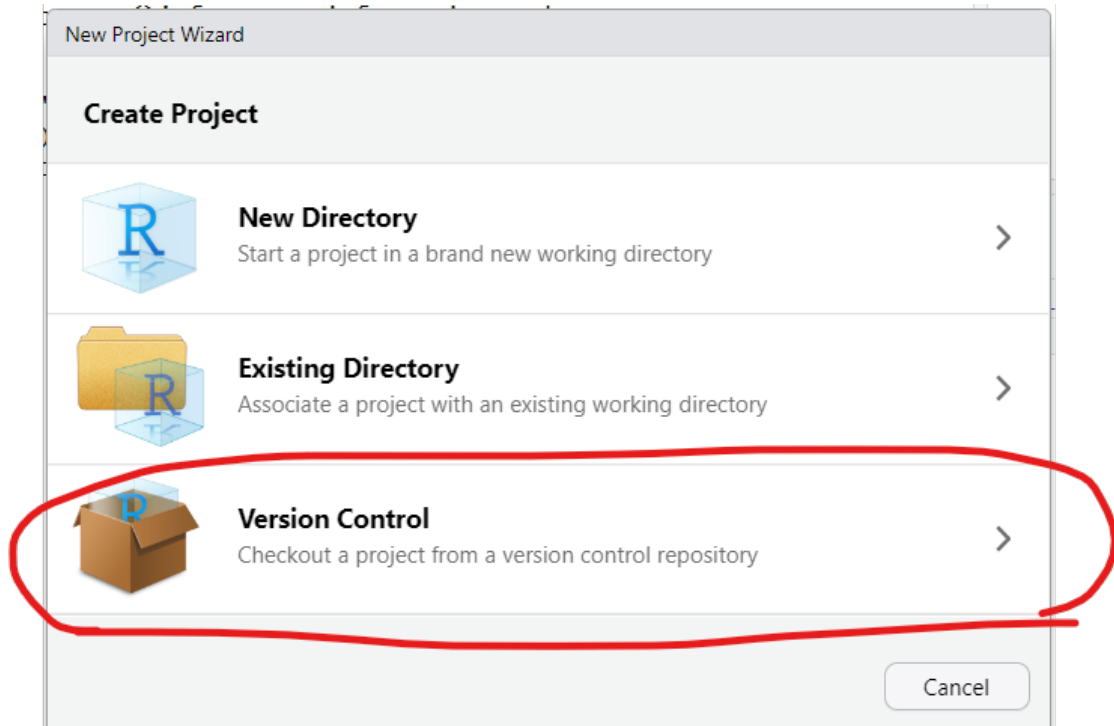 New Project Wizard
Create Project
R
New Directory
Start a project in a brand new working directory
R
Existing Directory
Associate a project with an existing working directory
R
Version Control
Checkout a project from a version control repository
Cancel